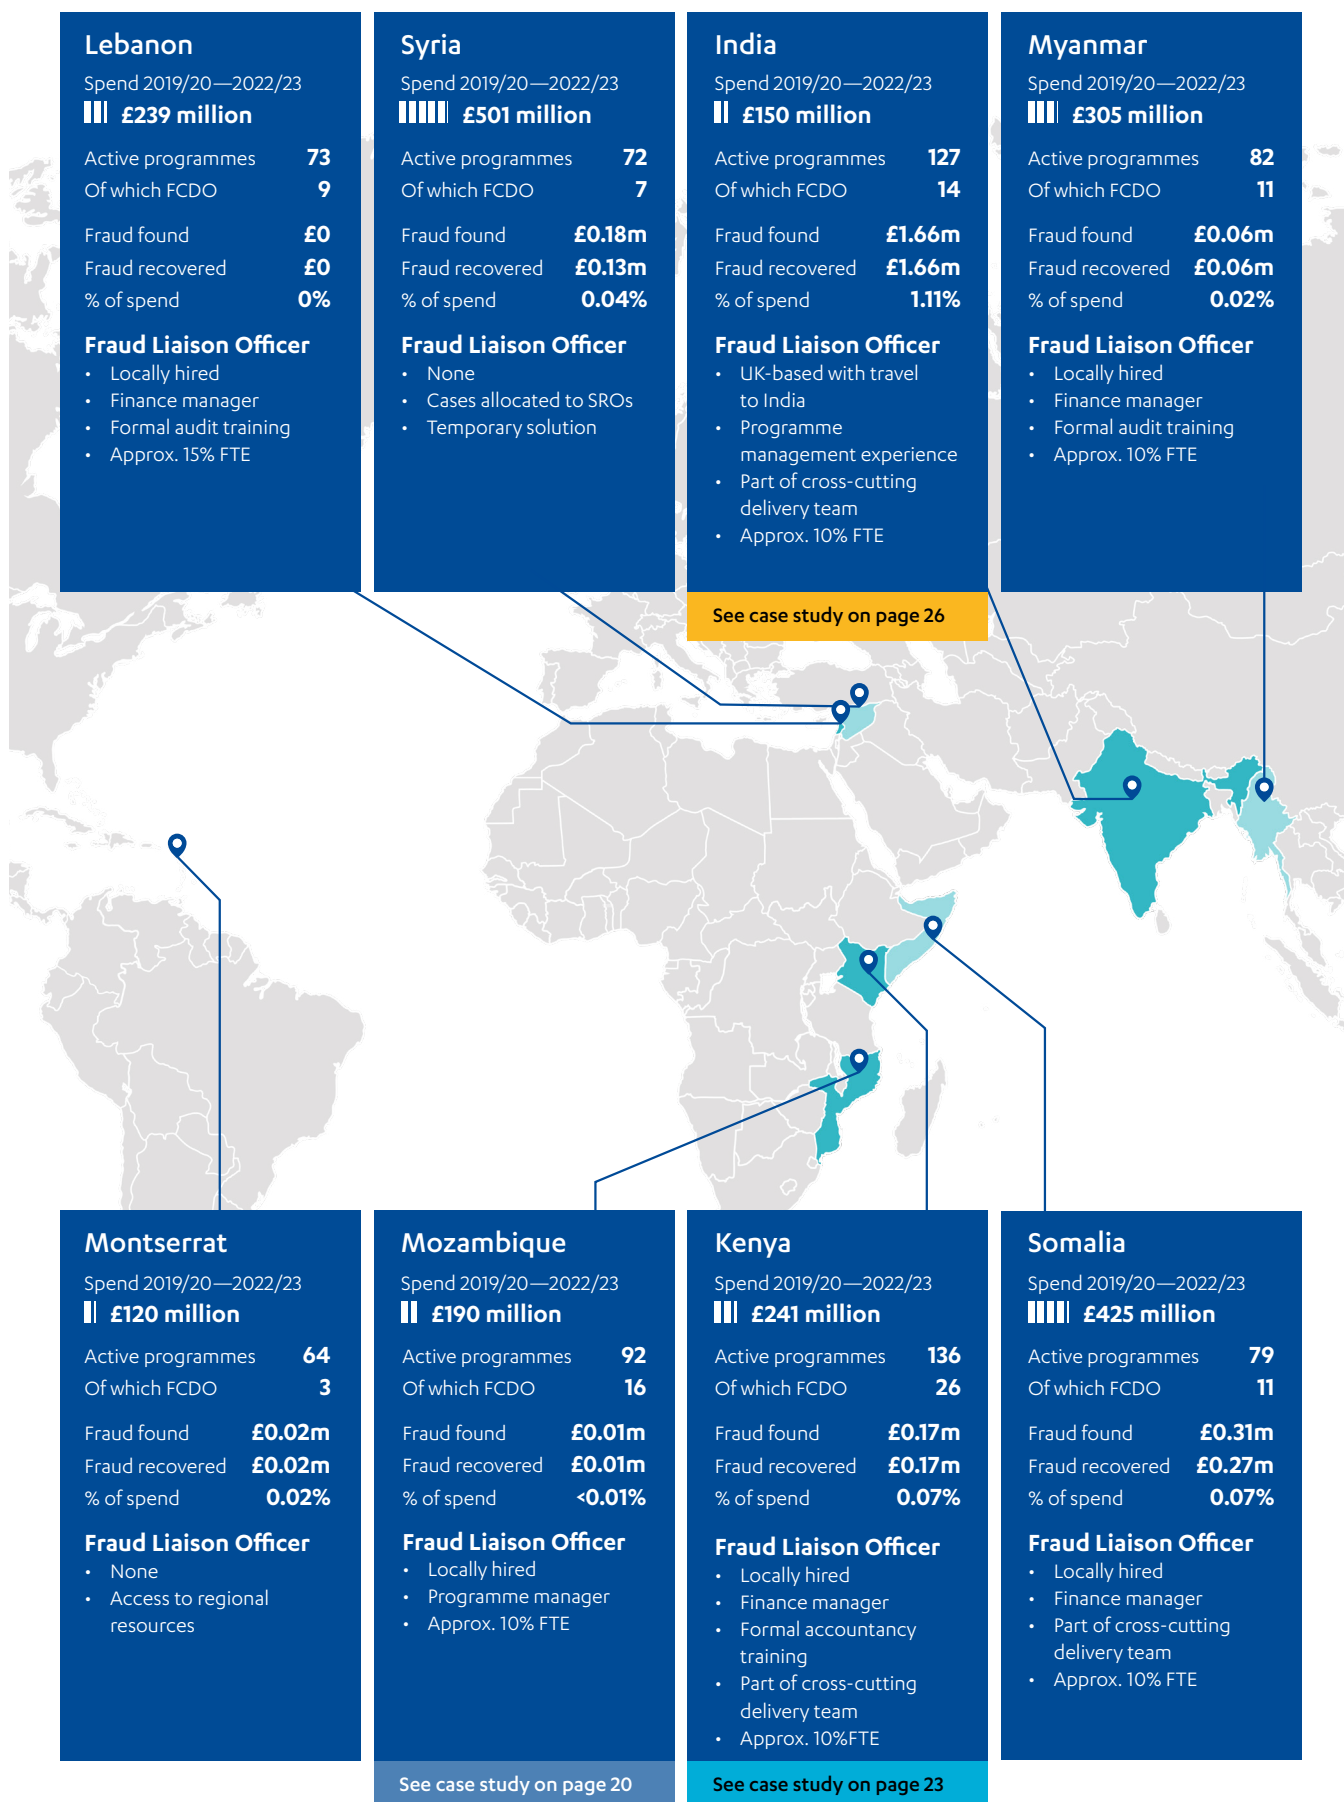 Lebanon
Spend 2019/20—2022/23
£239 million
Active programmes 73
Of which FCDO 9
Fraud found £0
Fraud recovered £0
% of spend 0%
Fraud Liaison Officer
• Locally hired
• Finance manager
• Formal audit training
• Approx. 15% FTE
Syria
Spend 2019/20—2022/23
£501 million
Active programmes 72
Of which FCDO 7
Fraud found £0.18m
Fraud recovered £0.13m
% of spend 0.04%
Fraud Liaison Officer
• None
• Cases allocated to SROs
• Temporary solution
India
Spend 2019/20—2022/23
£150 million
Active programmes 127
Of which FCDO 14
Fraud found £1.66m
Fraud recovered £1.66m
% of spend 1.11%
Fraud Liaison Officer
• UK-based with travel
to India
• Programme
management experience
• Part of cross-cutting
delivery team
• Approx. 10% FTE
See case study on page 26
Myanmar
Spend 2019/20—2022/23
£305 million
Active programmes 82
Of which FCDO 11
Fraud found £0.06m
Fraud recovered £0.06m
% of spend 0.02%
Fraud Liaison Officer
• Locally hired
• Finance manager
• Formal audit training
• Approx. 10% FTE
Montserrat
Spend 2019/20—2022/23
£120 million
Active programmes 64
Of which FCDO 3
Fraud found £0.02m
Fraud recovered £0.02m
% of spend 0.02%
Fraud Liaison Officer
• None
• Access to regional
resources
Mozambique
Spend 2019/20—2022/23
£190 million
Active programmes 92
Of which FCDO 16
Fraud found £0.01m
Fraud recovered £0.01m
% of spend <0.01%
Fraud Liaison Officer
• Locally hired
• Programme manager
• Approx. 10% FTE
See case study on page 20
Kenya
Spend 2019/20—2022/23
£241 million
Active programmes 136
Of which FCDO 26
Fraud found £0.17m
Fraud recovered £0.17m
% of spend 0.07%
Fraud Liaison Officer
• Locally hired
• Finance manager
• Formal accountancy
training
• Part of cross-cutting
delivery team
• Approx. 10%FTE
See case study on page 23
Somalia
Spend 2019/20—2022/23
£425 million
Active programmes 79
Of which FCDO 11
Fraud found £0.31m
Fraud recovered £0.27m
% of spend 0.07%
Fraud Liaison Officer
• Locally hired
• Finance manager
• Part of cross-cutting
delivery team
• Approx. 10% FTE